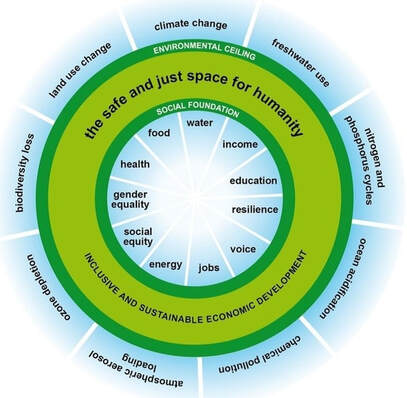 climate change
freshwater use
nitrogen and
phosphorus cycles
ocean acidification
chemical pollution
atmospheric aerosol
loading
ozone depletion
biodiversity loss
land use change
ENVIRONMENTAL CEILING
the safe and just space for humanity
SOCIAL FOUNDATION
water
income
education
resilience
voice
jobs
energy
social
equity
gender
equality
health
food
INCLUSIVE AND SUSTAINABLE ECONOMIC DEVELOPMENT